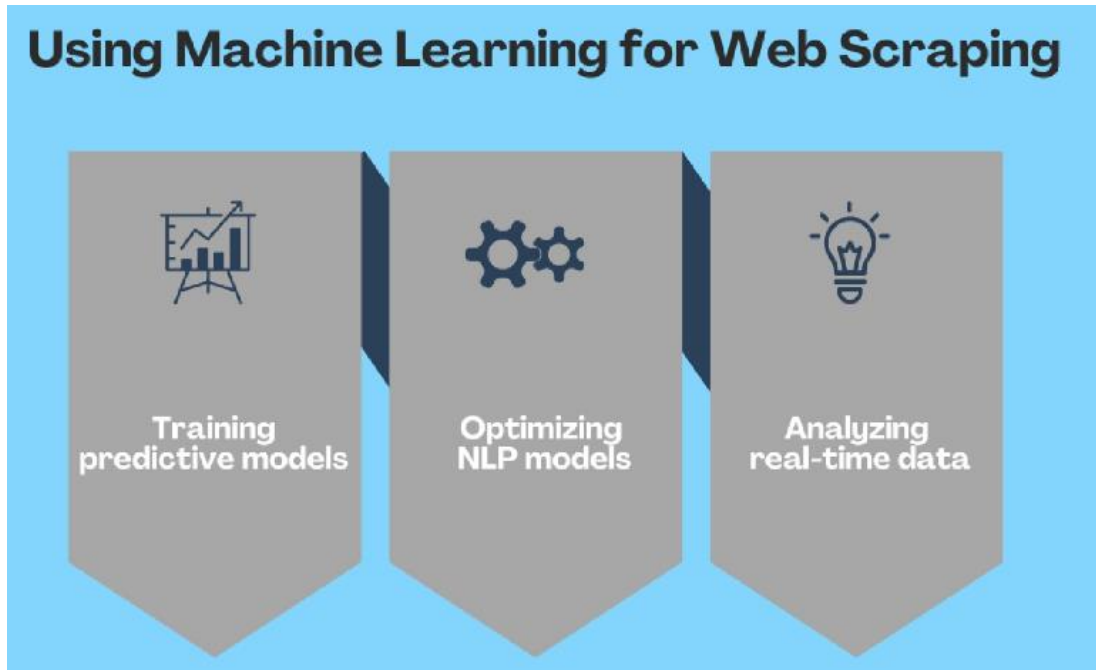 Using Machine Learning for Web Scraping
Training
predictive models
Optimizing
NLP models
Analyzing
real-time data